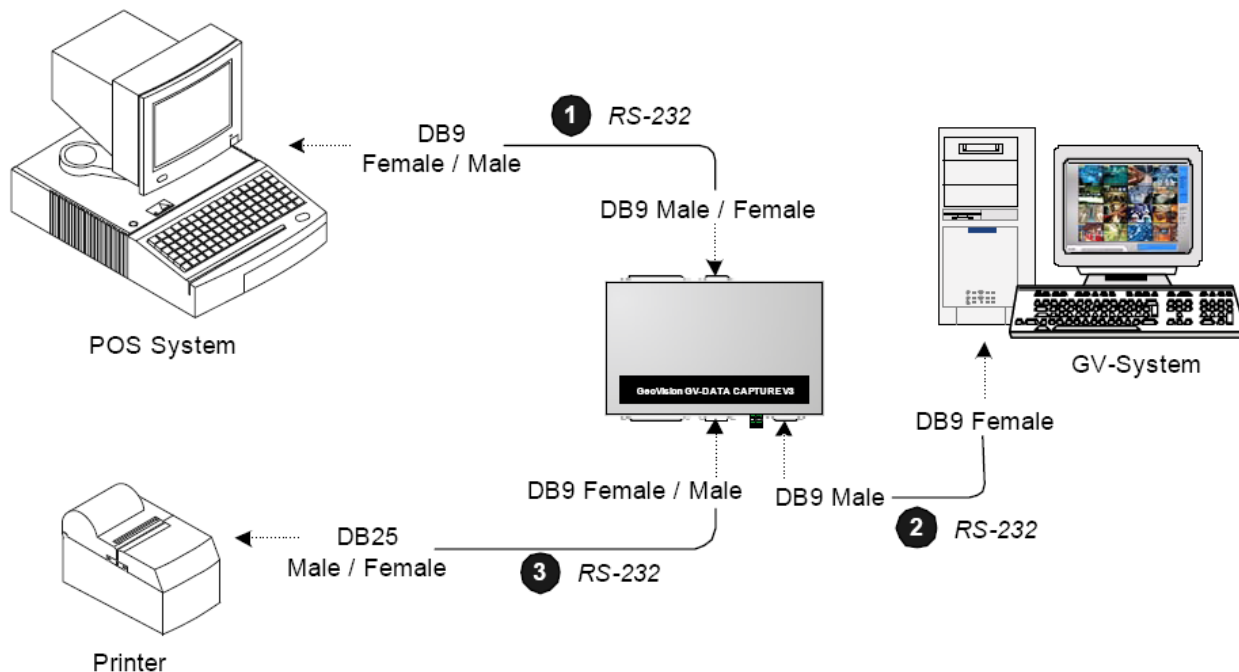 1 RS-232
DB9
Female / Male
DB9 Male / Female
POS System
GeoVision GV-DATA CAPTURE V3
GV-System
DB9 Female
DB9 Female / Male
DB9 Male
2 RS-232
DB25
Male / Female
3 RS-232
Printer